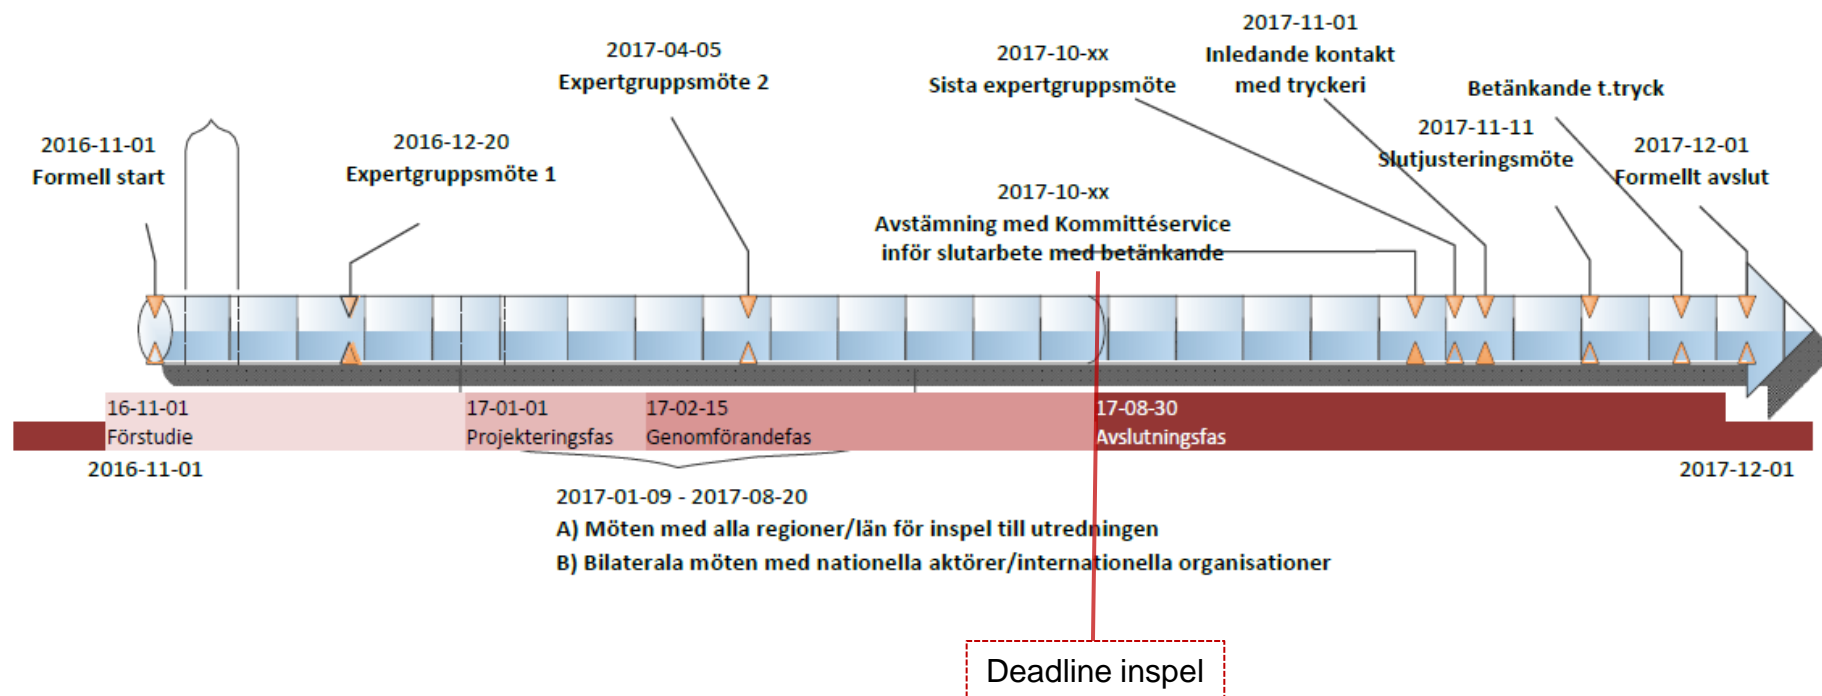 2016-11-01
Formell start
2016-12-20
Expertgruppsmöte 1
2017-04-05
Expertgruppsmöte 2
2017-10-xx
Sista expertgruppsmöte
2017-10-xx
Avstämning med Kommittéservice
inför slutarbete med betänkande
2017-11-01
Inledande kontakt
med tryckeri
2017-11-11
Slutjusteringsmöte
Betänkande t.tryck
2017-12-01
Formellt avslut
16-11-01
Förstudie
17-01-01
Projekteringsfas
17-02-15
Genomförandefas
17-08-30
Avslutningsfas
2016-11-01
2017-12-01
2017-01-09 - 2017-08-20
A) Möten med alla regioner/län för inspel till utredningen
B) Bilaterala möten med nationella aktörer/internationella organisationer
Deadline inspel